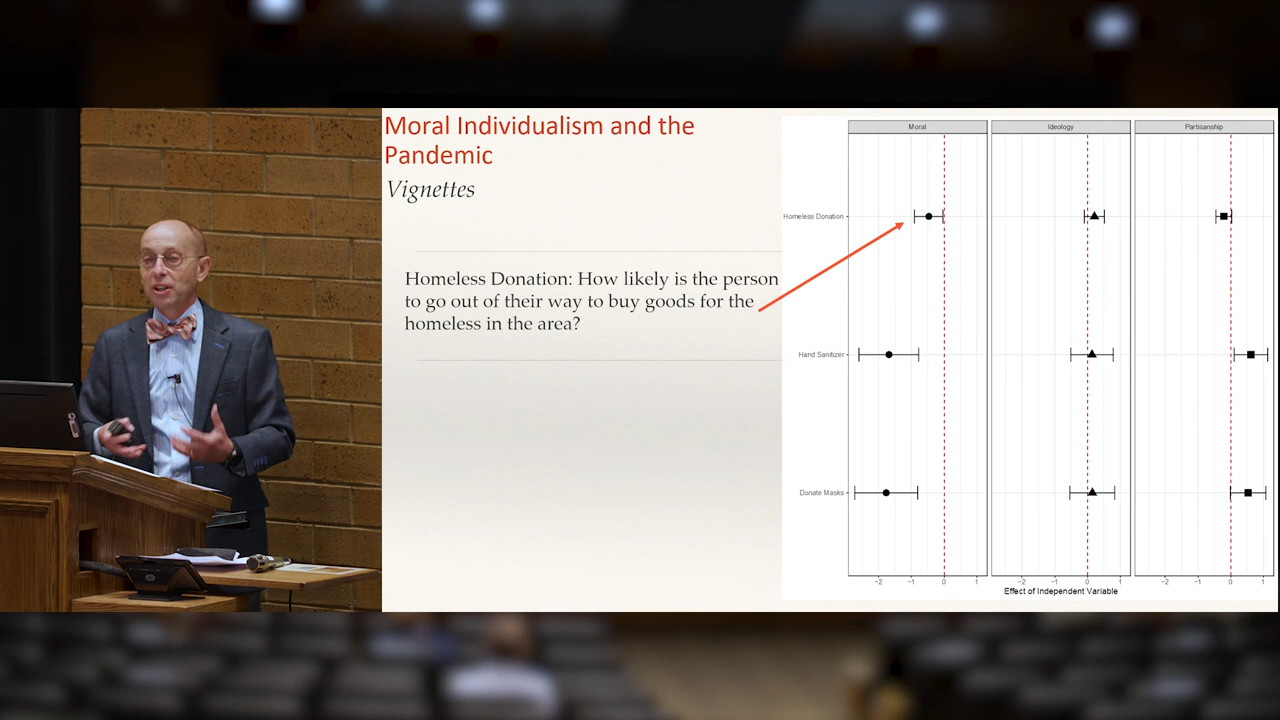 Moral Individualism and the
Pandemic
Vignettes
Homeless Donation: How likely is the person
to go out of their way to buy goods for the
homeless in the area?
Moral
Ideology
Partisanship
Homeless Donation
Hand Sanitizer
Donate Masks
−2 −1 0 1
−2 −1 0 1
−2 −1 0 1
Effect of Independent Variable